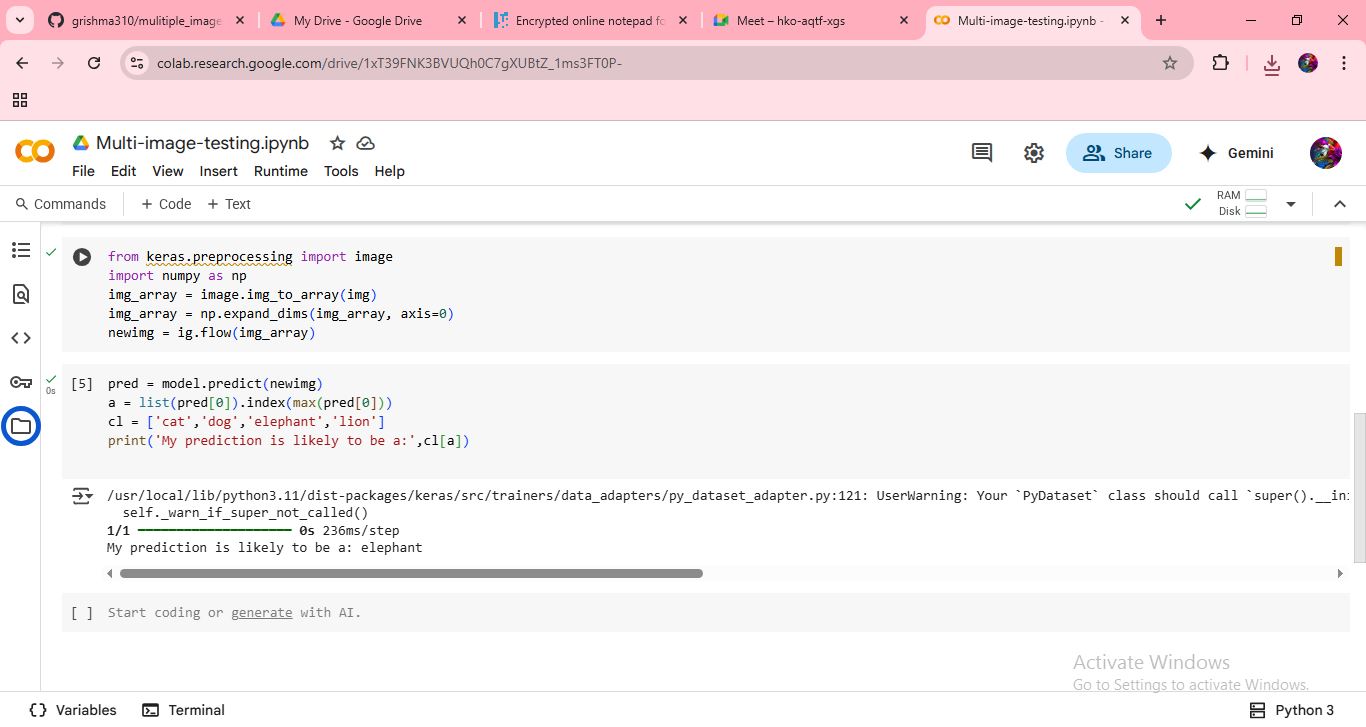 grishma310/mulitiple_image
My Drive - Google Drive
Encrypted online notepad fo
Meet – hko-aqtf-xgs
Multi-image-testing.ipynb -
colab.research.google.com/drive/1xT39FNK3BVUQh0C7gXUBtZ_1ms3FT0P-
Multi-image-testing.ipynb
File Edit View Insert Runtime Tools Help
Share
Gemini
Commands + Code + Text
RAM
Disk
from keras.preprocessing import image
import numpy as np
img_array = image.img_to_array(img)
img_array = np.expand_dims(img_array, axis=0)
newimg = ig.flow(img_array)
0s
[5] pred = model.predict(newimg)
a = list(pred[0]).index(max(pred[0]))
cl = ['cat','dog','elephant','lion']
print('My prediction is likely to be a:',cl[a])
/usr/local/lib/python3.11/dist-packages/keras/src/trainers/data_adapters/py_dataset_adapter.py:121: UserWarning: Your `PyDataset` class should call `super().__ini
self._warn_if_super_not_called()
1/1 ━━━━━━━━━━━━━━━━━━━━ 0s 236ms/step
My prediction is likely to be a: elephant
[ ] Start coding or generate with AI.
Activate Windows
Go to Settings to activate Windows.
{} Variables Terminal
Python 3